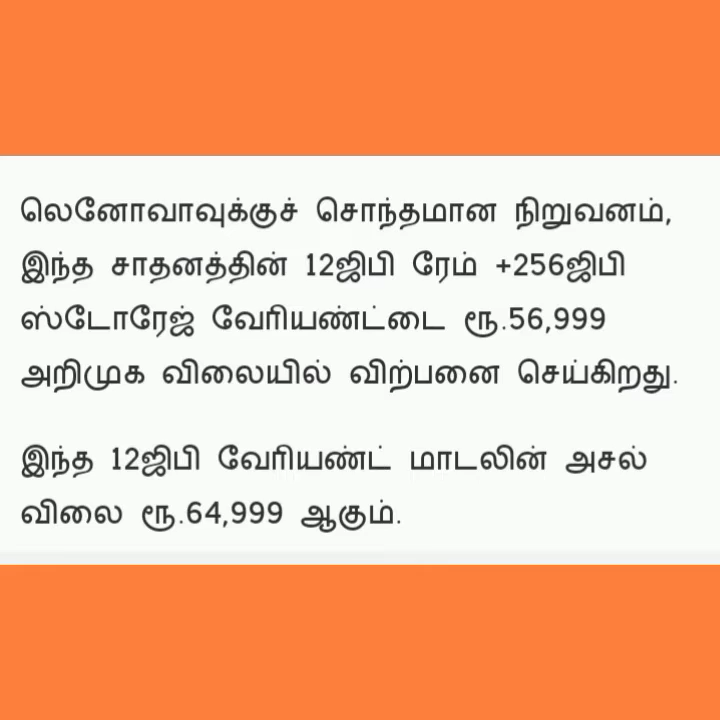 லெனோவாவுக்குச் சொந்தமான நிறுவனம்,
இந்த சாதனத்தின் 12ஜிபி ரேம் +256ஜிபி
ஸ்டோரேஜ் வேரியண்ட்டை ரூ.56,999
அறிமுக விலையில் விற்பனை செய்கிறது.
இந்த 12ஜிபி வேரியண்ட் மாடலின் அசல்
விலை ரூ.64,999 ஆகும்.